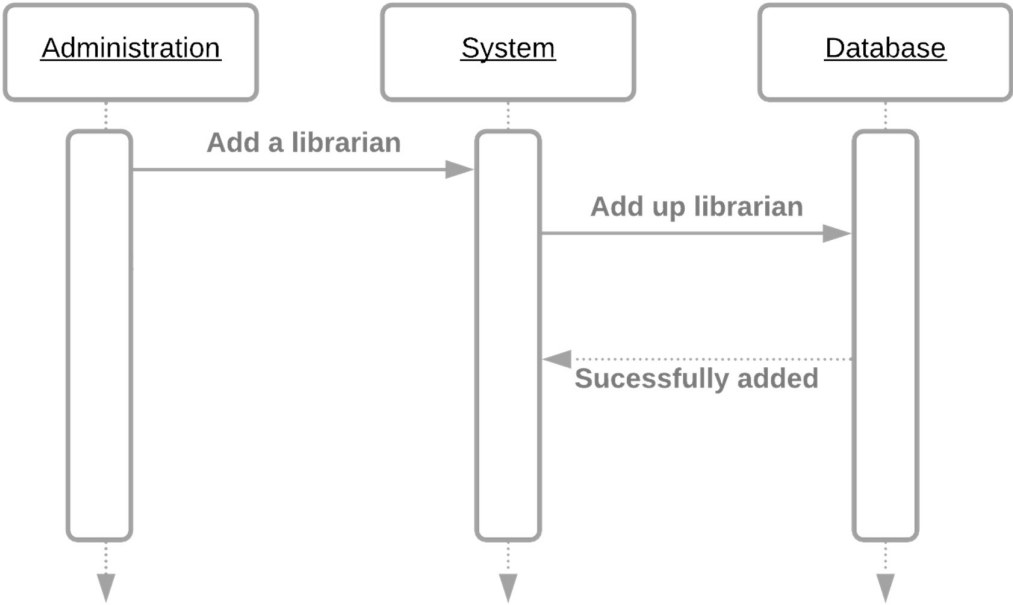 Administration
System
Database
Add a librarian
Add up librarian
Sucessfully added